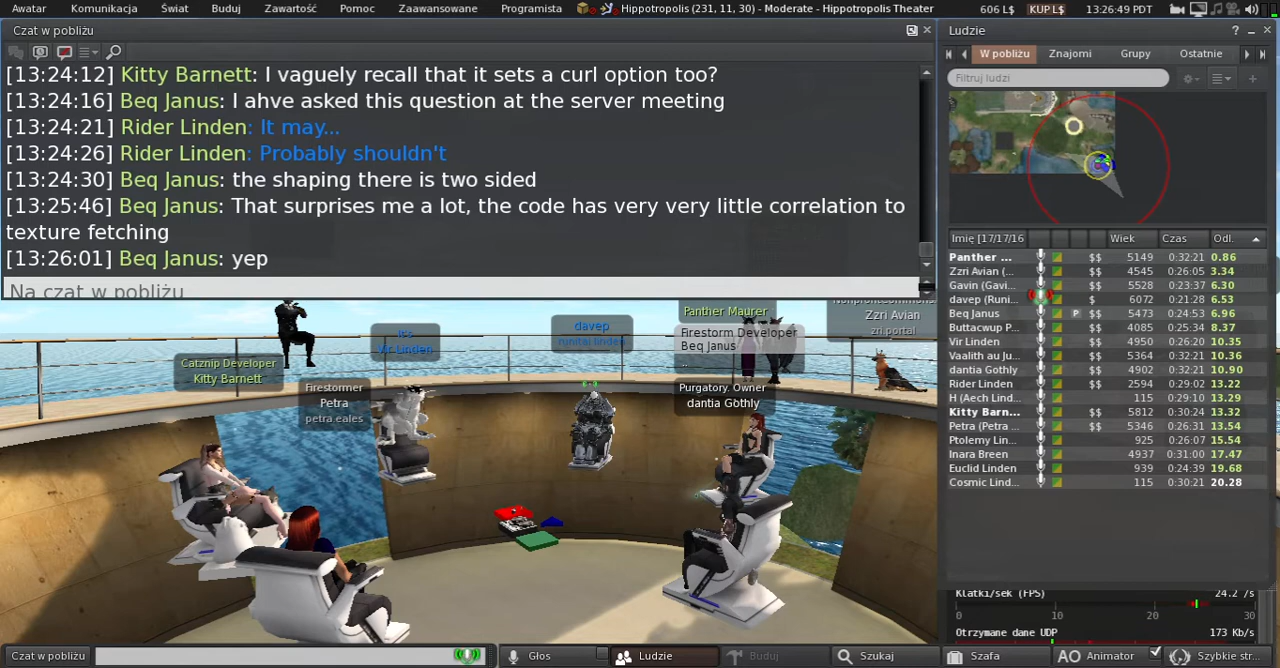 Awatar Komunikacja Świat Buduj Zawartość Pomoc Zaawansowane Programista Hippotropolis (231, 11, 30) - Moderate - Hippotropolis Theater 606 L$ KUP L$ 13:26:49 PDT
Czat w pobliżu
[13:24:12] Kitty Barnett: I vaguely recall that it sets a curl option too?
[13:24:16] Beq Janus: I ahve asked this question at the server meeting
[13:24:21] Rider Linden: It may...
[13:24:26] Rider Linden: Probably shouldn't
[13:24:30] Beq Janus: the shaping there is two sided
[13:25:46] Beq Janus: That surprises me a lot, the code has very very little correlation to
texture fetching
[13:26:01] Beq Janus: yep
Na czat w pobliżu
Catznip Developer
Kitty Barnett
Firestormer
Petra
petra eales
It's
Vir Linden
davep
runitai linden
Panther Maurer
Firestorm Developer
Beq Janus
Zzri Avian
zri portal
Purgatory. Owner
dantia Gothly
Ludzie
W pobliżu Znajomi Grupy Ostatnie
Filtruj ludzi
Imię [17/17/16 Wiek Czas Odl.
Panther ... $$ 5149 0:32:21 0.86
Zzri Avian (... $$ 4545 0:26:05 3.34
Gavin (Gavi... $$ 5528 0:23:37 6.30
davep (Runi... $ 6072 0:21:28 6.53
Beq Janus P $$ 5473 0:24:53 6.96
Buttacwup P... $$ 4085 0:25:34 8.37
Vir Linden $$ 4950 0:26:20 10.35
Vaalith au Ju... $$ 5364 0:32:21 10.36
dantia Gothly $$ 4902 0:32:21 10.90
Rider Linden $$ 2594 0:29:02 13.22
H (Aech Lind... 115 0:29:10 13.29
Kitty Barn... $$ 5812 0:30:24 13.32
Petra (Petra ... $$ 5346 0:26:31 13.54
Ptolemy Lin... 925 0:26:07 15.54
Inara Breen 4937 0:31:00 17.47
Euclid Linden 939 0:24:39 19.68
Cosmic Lind... 115 0:30:21 20.28
Klatki/sek (FPS) 24.2 /s
0 10 20 30
Otrzymane dane UDP 173 Kb/s
Czat w pobliżu Głos Ludzie Buduj Szukaj Szafa AO Animator Szybkie str...